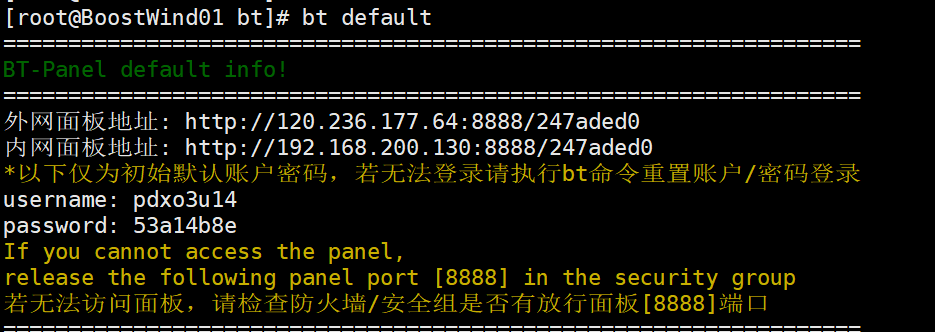 [root@BoostWind01 bt]# bt default
==================================================================
BT-Panel default info!
==================================================================
外网面板地址: http://120.236.177.64:8888/247aded0
内网面板地址: http://192.168.200.130:8888/247aded0
*以下仅为初始默认账户密码，若无法登录请执行bt命令重置账户/密码登录
username: pdxo3u14
password: 53a14b8e
If you cannot access the panel,
release the following panel port [8888] in the security group
若无法访问面板，请检查防火墙/安全组是否有放行面板[8888]端口
==================================================================